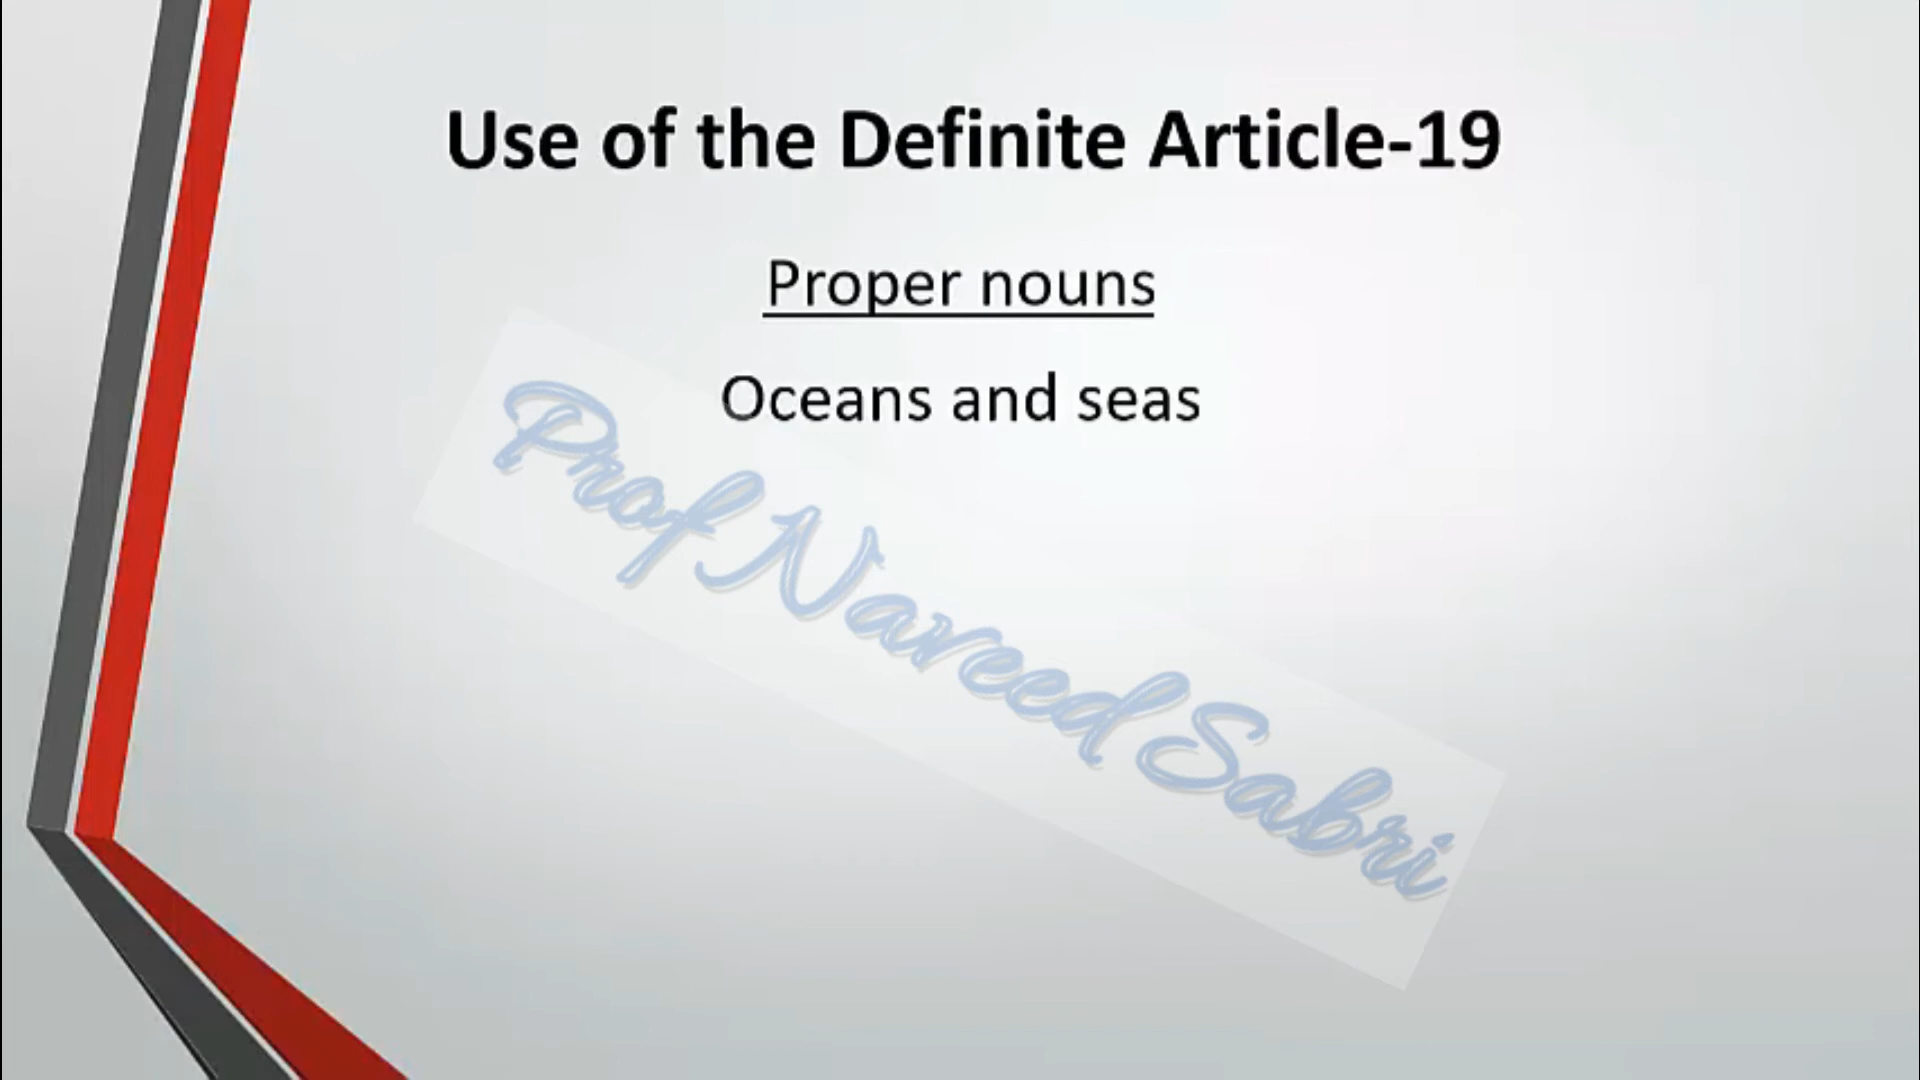 Use of the Definite Article-19
Proper nouns
Oceans and seas
Prof Naveed Sabri